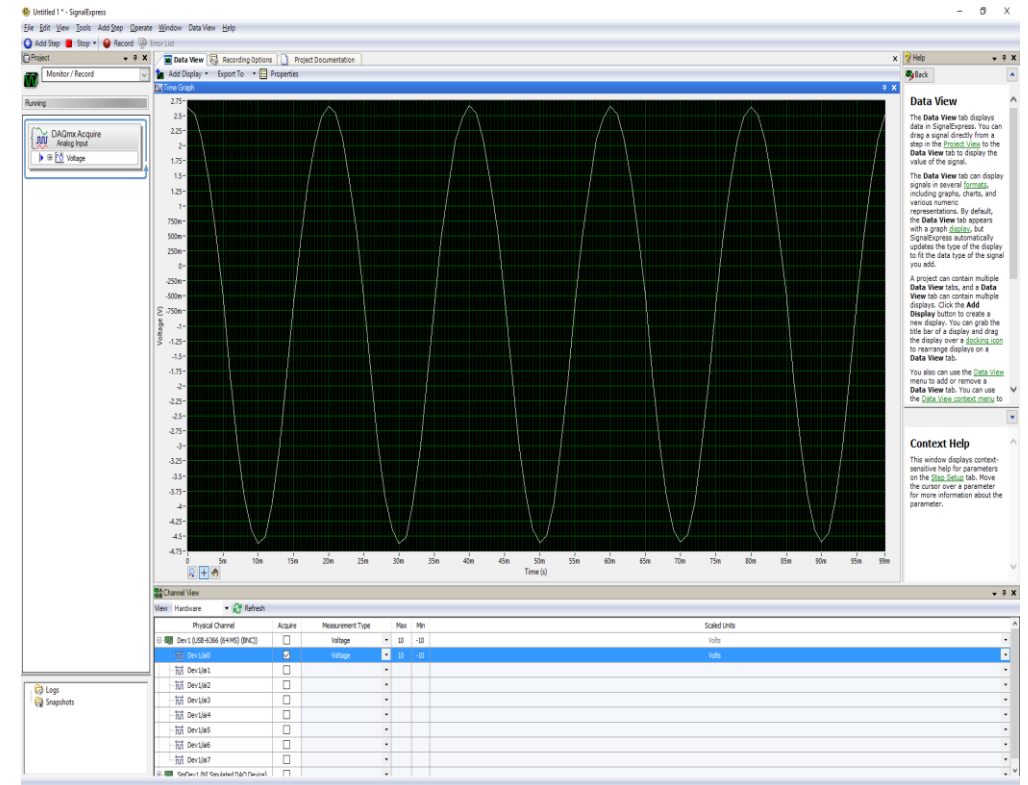 Untitled 1 * - SignalExpress
File Edit View Tools Add Step Operate Window Data View Help
Add Step Stop Record Error List
Project
Monitor / Record
Running
DAQmx Acquire
Analog Input
Voltage
Logs
Snapshots
Data View Recording Options Project Documentation
Add Display Export To Properties
Time Graph
2.75
2.5
2.25
2
1.75
1.5
1.25
1
750m
500m
250m
0
-250m
-500m
-750m
-1
-1.25
-1.5
-1.75
-2
-2.25
-2.5
-2.75
-3
-3.25
-3.5
-3.75
-4
-4.25
-4.5
-4.75
Voltage (V)
0 5m 10m 15m 20m 25m 30m 35m 40m 45m 50m 55m 60m 65m 70m 75m 80m 85m 90m 95m 99m
Time (s)
Channel View
View Hardware Refresh
Physical Channel Acquire Measurement Type Max Min Scaled Units
Dev1 (USB-6366 (64 MS) (BNC)) Voltage 10 -10 Volts
Dev1/ai0 Voltage 10 -10 Volts
Dev1/ai1
Dev1/ai2
Dev1/ai3
Dev1/ai4
Dev1/ai5
Dev1/ai6
Dev1/ai7
SimDev1 (NI Simulated DAQ Device)
Help
Back
Data View
The Data View tab displays
data in SignalExpress. You can
drag a signal directly from a
step in the Project View to the
Data View tab to display the
value of the signal.
The Data View tab can display
signals in several formats,
including graphs, charts, and
various numeric
representations. By default,
the Data View tab appears
with a graph display, but
SignalExpress automatically
updates the type of the display
to fit the data type of the signal
you add.
A project can contain multiple
Data View tabs, and a Data
View tab can contain multiple
displays. Click the Add
Display button to create a
new display. You can grab the
title bar of a display and drag
the display over a docking icon
to rearrange displays on a
Data View tab.
You also can use the Data View
menu to add or remove a
Data View tab. You can use
the Data View context menu to
Context Help
This window displays context-
sensitive help for parameters
on the Step Setup tab. Move
the cursor over a parameter
for more information about the
parameter.